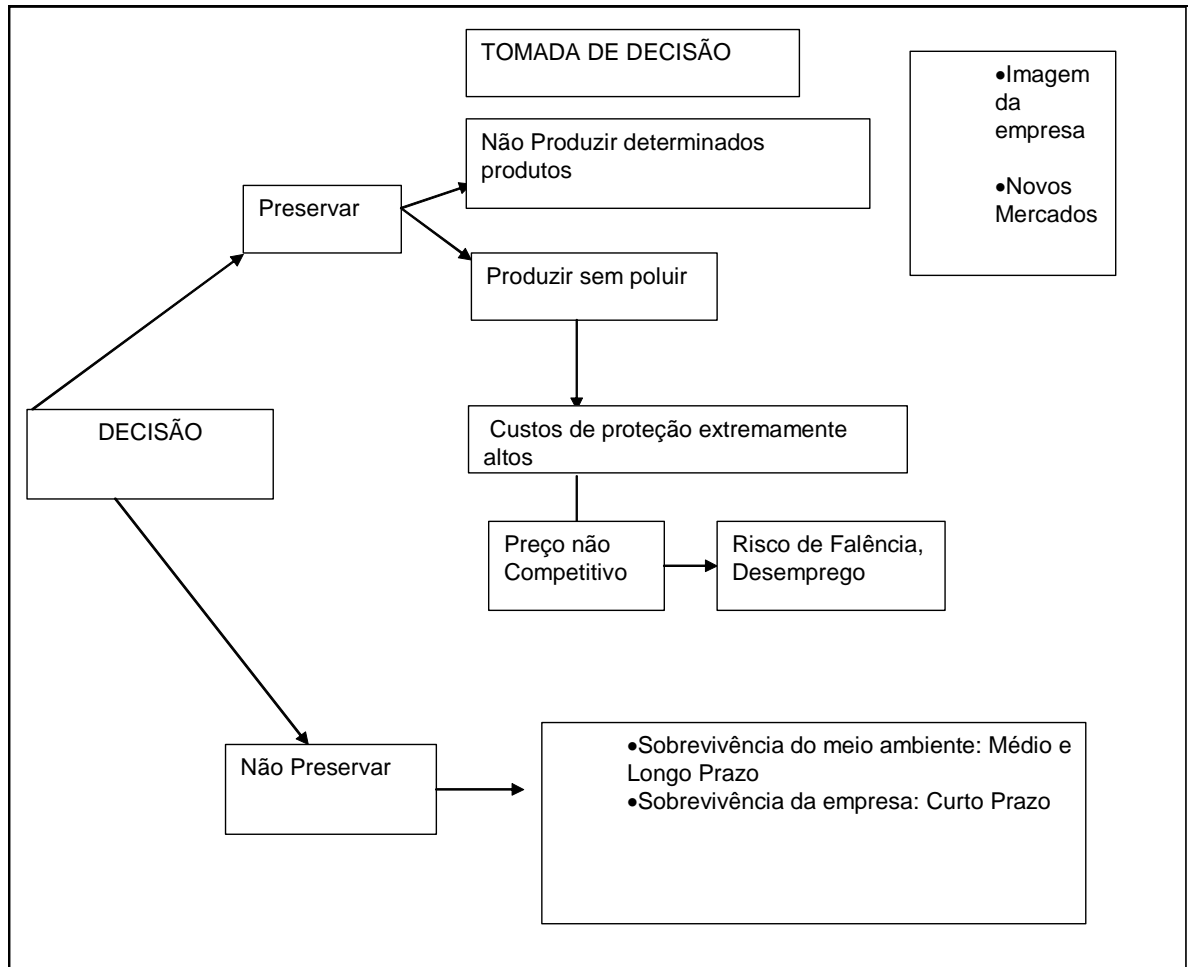 TOMADA DE DECISÃO
•Imagem
da
empresa
•Novos
Mercados
Não Produzir determinados
produtos
Preservar
Produzir sem poluir
DECISÃO
Custos de proteção extremamente
altos
Preço não
Competitivo
Risco de Falência,
Desemprego
Não Preservar
•Sobrevivência do meio ambiente: Médio e
Longo Prazo
•Sobrevivência da empresa: Curto Prazo